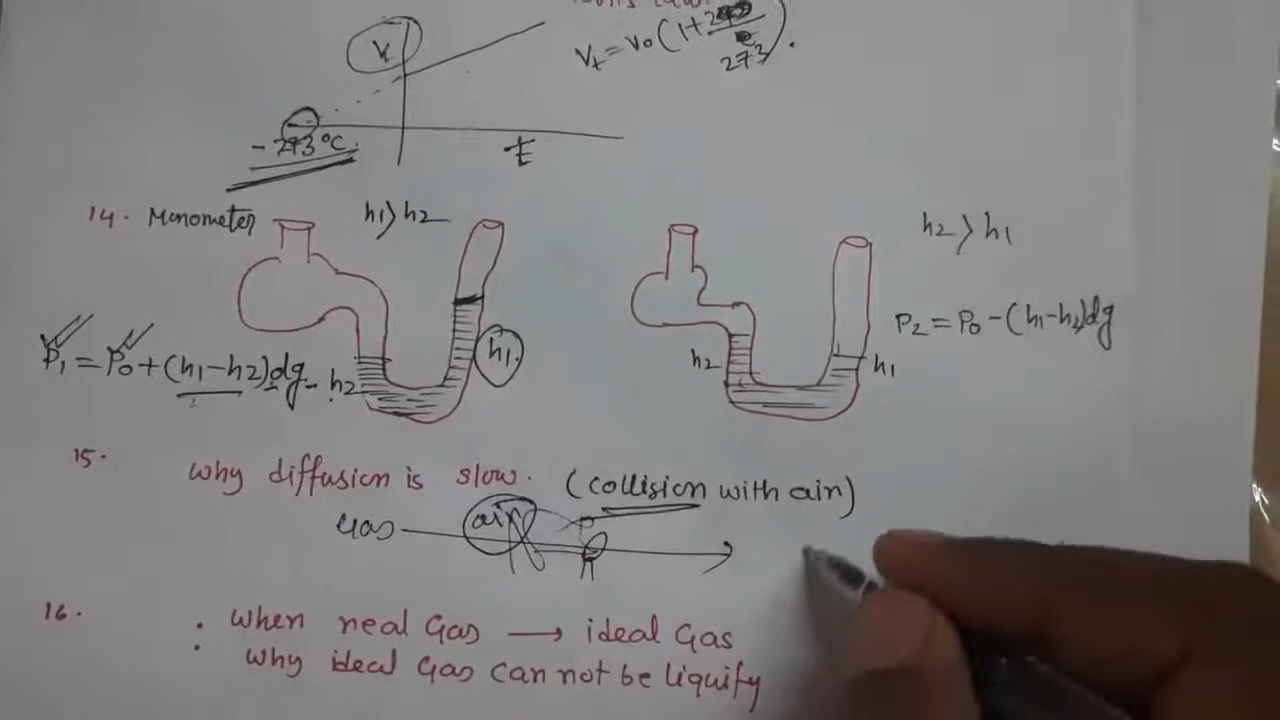 V
Vt = V0 (1+
273
).
- 273°C.
t
14. Manometer
h1 > h2
h2 > h1
P1 = P0 + (h1-h2)dg
- h2
h1.
h2
h1
P2 = P0 - (h1-h2)dg
15. Why diffusion is slow. (collision with air)
Gas
air
16. . When real Gas → ideal Gas
. Why ideal Gas can not be liquify